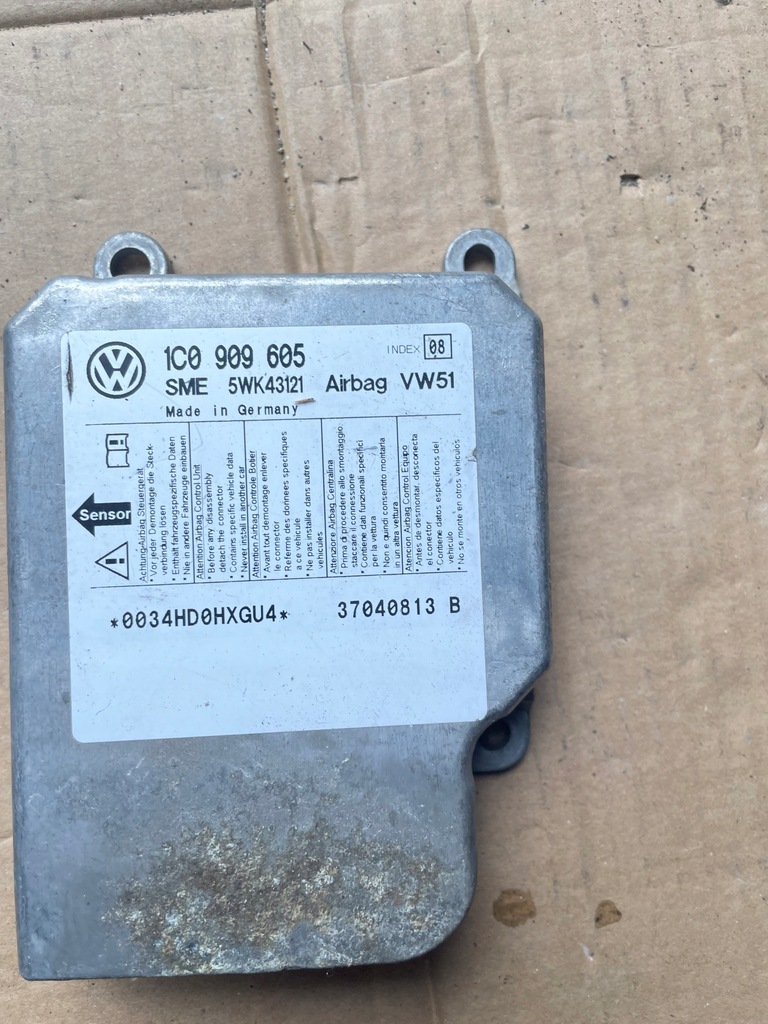 VW
1C0 909 605
INDEX 08
SME 5WK43121 Airbag VW51
Made in Germany
Sensor
Achtung Airbag Steuergerät
• Vor jeder Demontage die Steck-
verbindung lösen
• Enthält fahrzeugspezifische Daten
• Nie in andere Fahrzeuge einbauen
Attention Airbag Control Unit
• Before any disassembly
detach the connector
• Contains specific vehicle data
• Never install in another car
Attention Airbag Controle Boiter
• Avant tout demontage enlever
le connector
• Referme des données specifiques
a ce vehicule
• Ne pas installer dans autres
vehicules
Attenzione Airbag Centralina
• Prima di procedere allo smontaggio
staccare il connessione
• Contiene dati funzionali specifici
per la vettura
• Non e quindi consentito montarla
in un altra vettura
Atencion Airbag Control Equipo
• Antes de desmontar, desconecta
el conector
• Contiene datos especificos del
vehiculo
• No se monte en otros vehiculos
*0034HD0HXGU4* 37040813 B